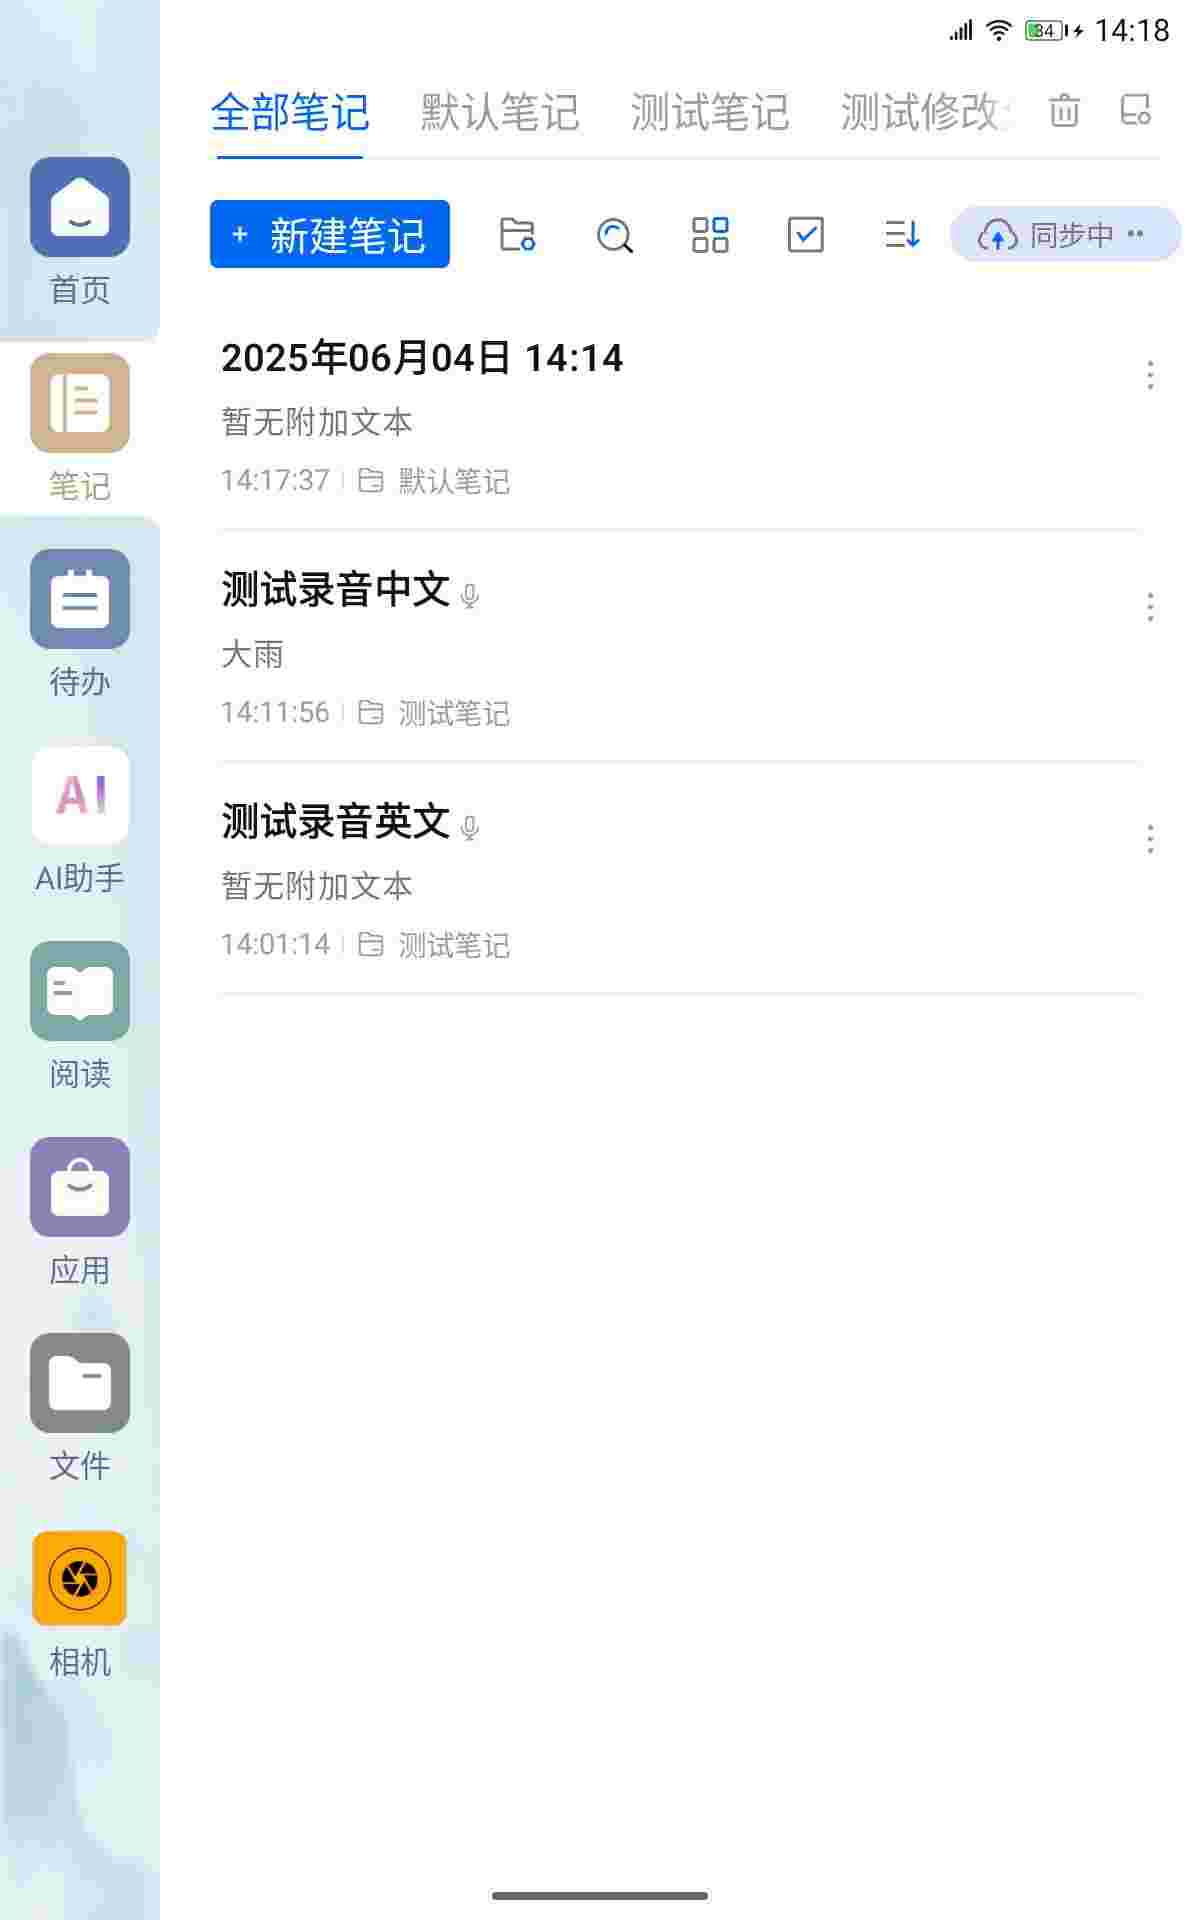 84 14:18
全部笔记 默认笔记 测试笔记 测试修改
+ 新建笔记 同步中 ··
2025年06月04日 14:14
暂无附加文本
14:17:37 默认笔记
测试录音中文
大雨
14:11:56 测试笔记
测试录音英文
暂无附加文本
14:01:14 测试笔记
首页
笔记
待办
AI
AI助手
阅读
应用
文件
相机